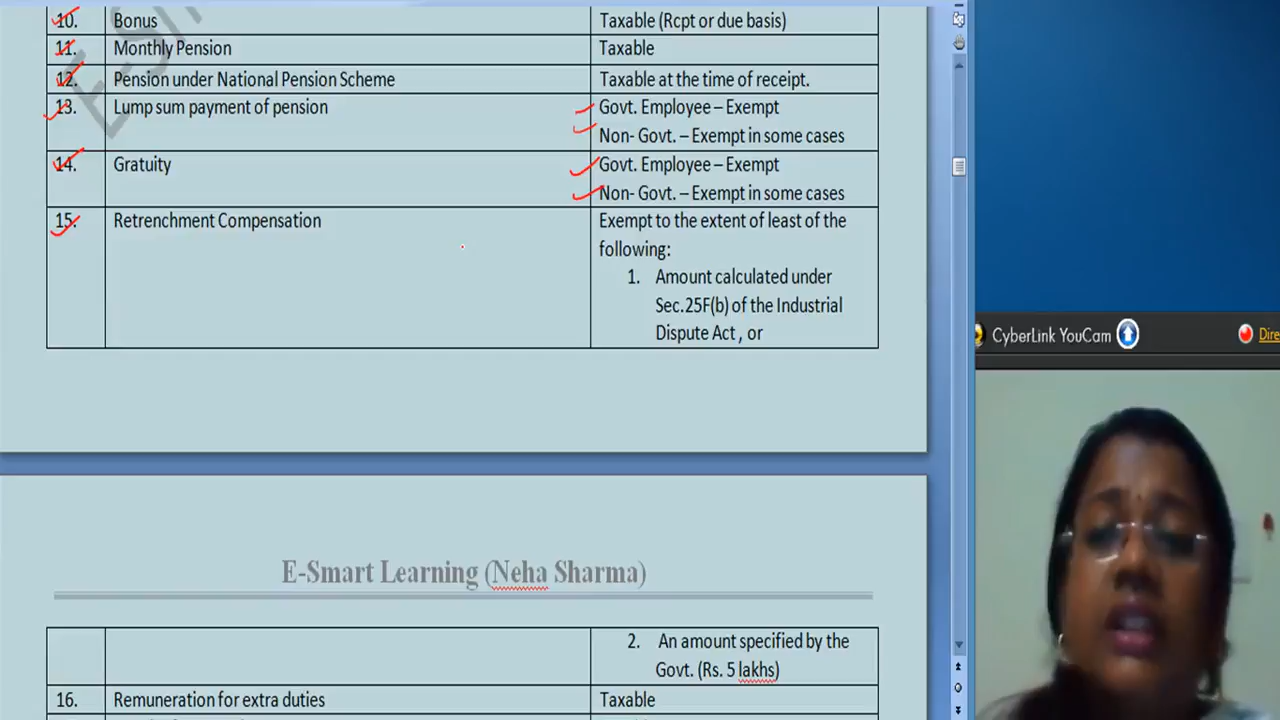 10. Bonus Taxable (Rcpt or due basis)
11. Monthly Pension Taxable
12. Pension under National Pension Scheme Taxable at the time of receipt.
13. Lump sum payment of pension Govt. Employee – Exempt
Non- Govt. – Exempt in some cases
14. Gratuity Govt. Employee – Exempt
Non- Govt. – Exempt in some cases
15. Retrenchment Compensation Exempt to the extent of least of the
following:
1. Amount calculated under
Sec.25F(b) of the Industrial
Dispute Act , or
E-Smart Learning (Neha Sharma)
2. An amount specified by the
Govt. (Rs. 5 lakhs)
16. Remuneration for extra duties Taxable
CyberLink YouCam